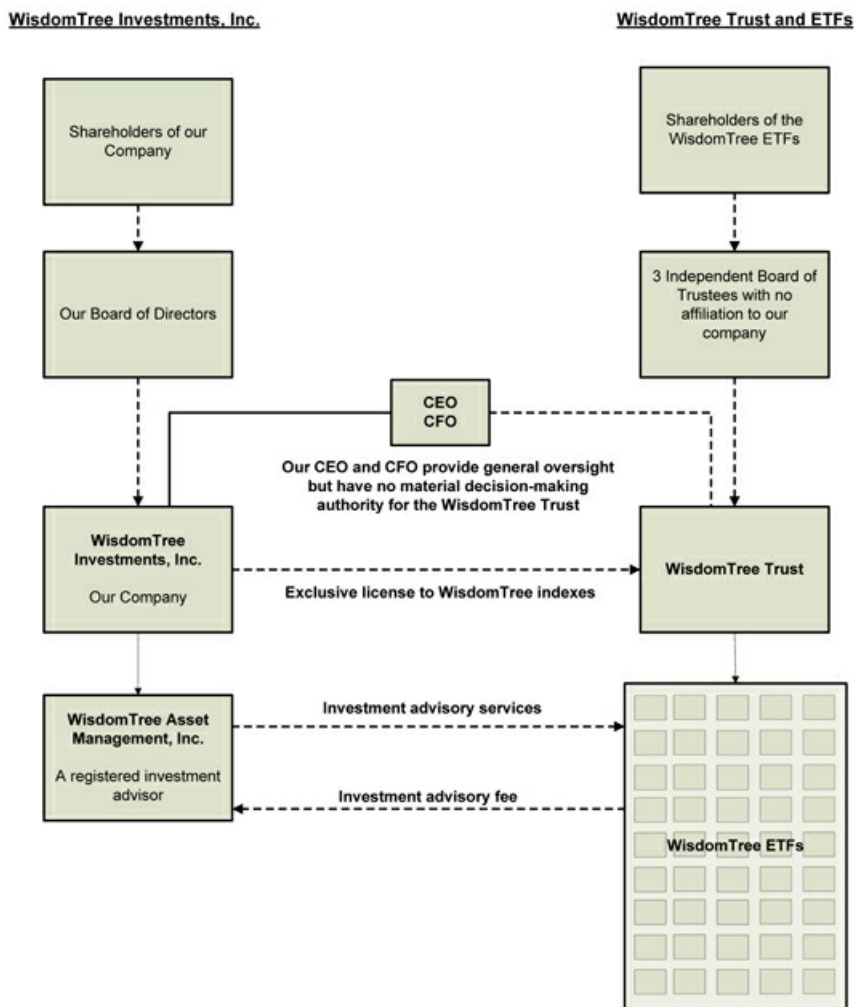 WisdomTree Investments, Inc.
WisdomTree Trust and ETFs
Shareholders of our
Company
Shareholders of the
WisdomTree ETFs
Our Board of Directors
3 Independent Board of
Trustees with no
affiliation to our
company
CEO
CFO
Our CEO and CFO provide general oversight
but have no material decision-making
authority for the WisdomTree Trust
WisdomTree
Investments, Inc.
Our Company
Exclusive license to WisdomTree indexes
WisdomTree Trust
WisdomTree Asset
Management, Inc.
A registered investment
advisor
Investment advisory services
Investment advisory fee
WisdomTree ETFs